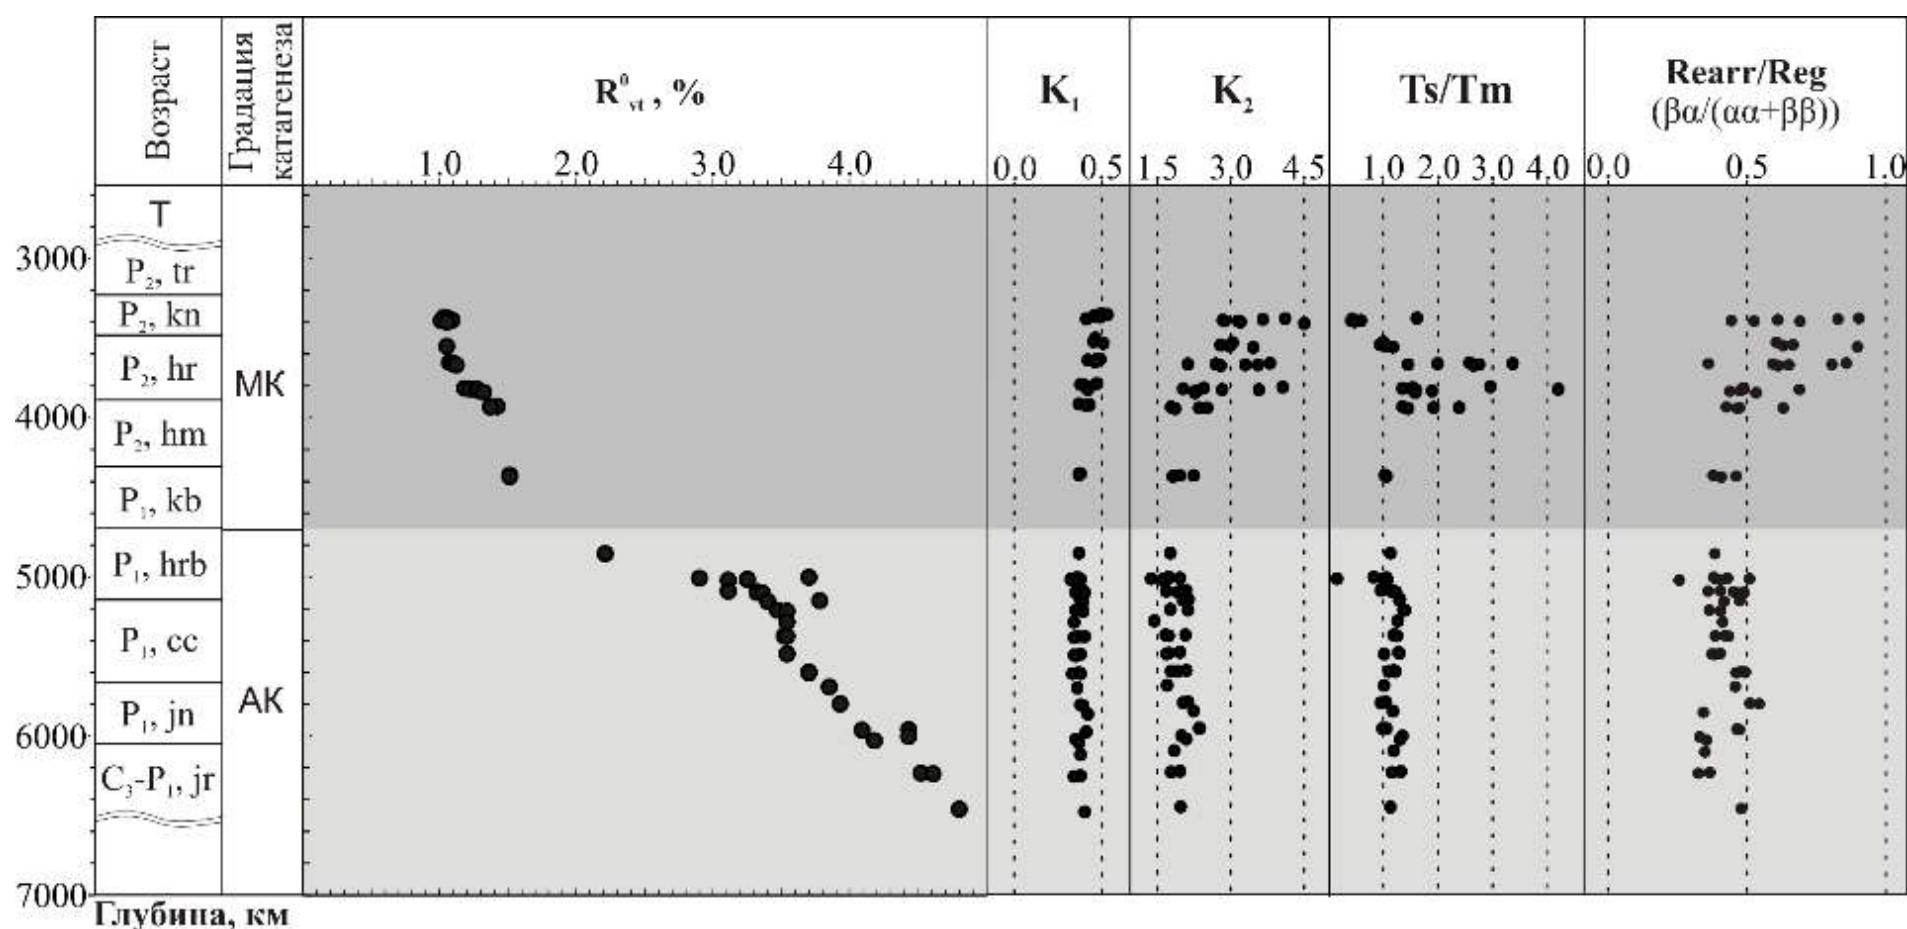 Возраст
Градация
катагенеза
R⁰vt , %
K₁
K₂
Ts/Tm
Rearr/Reg
(βα/(αα+ββ))
1.0 2.0 3.0 4.0
0.0 0.5
1.5 3.0 4.5
1.0 2.0 3.0 4.0
0.0 0.5 1.0
T
3000
P₂, tr
P₂, kn
P₂, hr
МК
4000
P₂, hm
P₁, kb
P₁, hrb
5000
P₁, cc
АК
P₁, jn
6000
C₃-P₁, jr
7000
Глубина, км